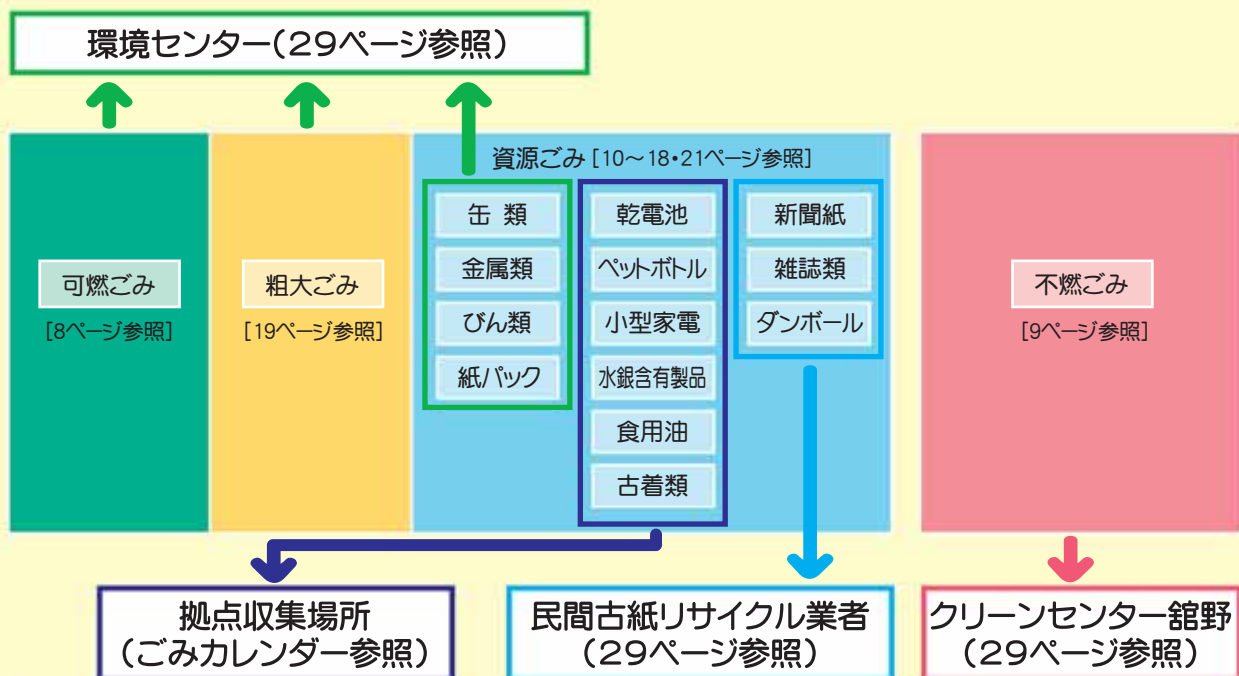 環境センター(29ページ参照)
可燃ごみ
[8ページ参照]
粗大ごみ
[19ページ参照]
資源ごみ [10～18・21ページ参照]
缶 類
金属類
びん類
紙パック
乾電池
ペットボトル
小型家電
水銀含有製品
食用油
古着類
新聞紙
雑誌類
ダンボール
不燃ごみ
[9ページ参照]
拠点収集場所
(ごみカレンダー参照)
民間古紙リサイクル業者
(29ページ参照)
クリーンセンター舘野
(29ページ参照)